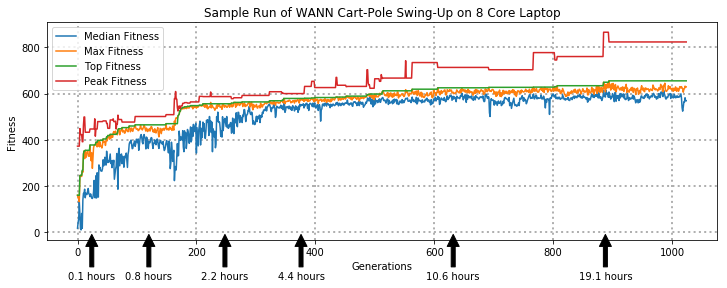 Sample Run of WANN Cart-Pole Swing-Up on 8 Core Laptop
Median Fitness
Max Fitness
Top Fitness
Peak Fitness
Fitness
800
600
400
200
0
0 200 400 600 800 1000
Generations
0.1 hours 0.8 hours 2.2 hours 4.4 hours 10.6 hours 19.1 hours